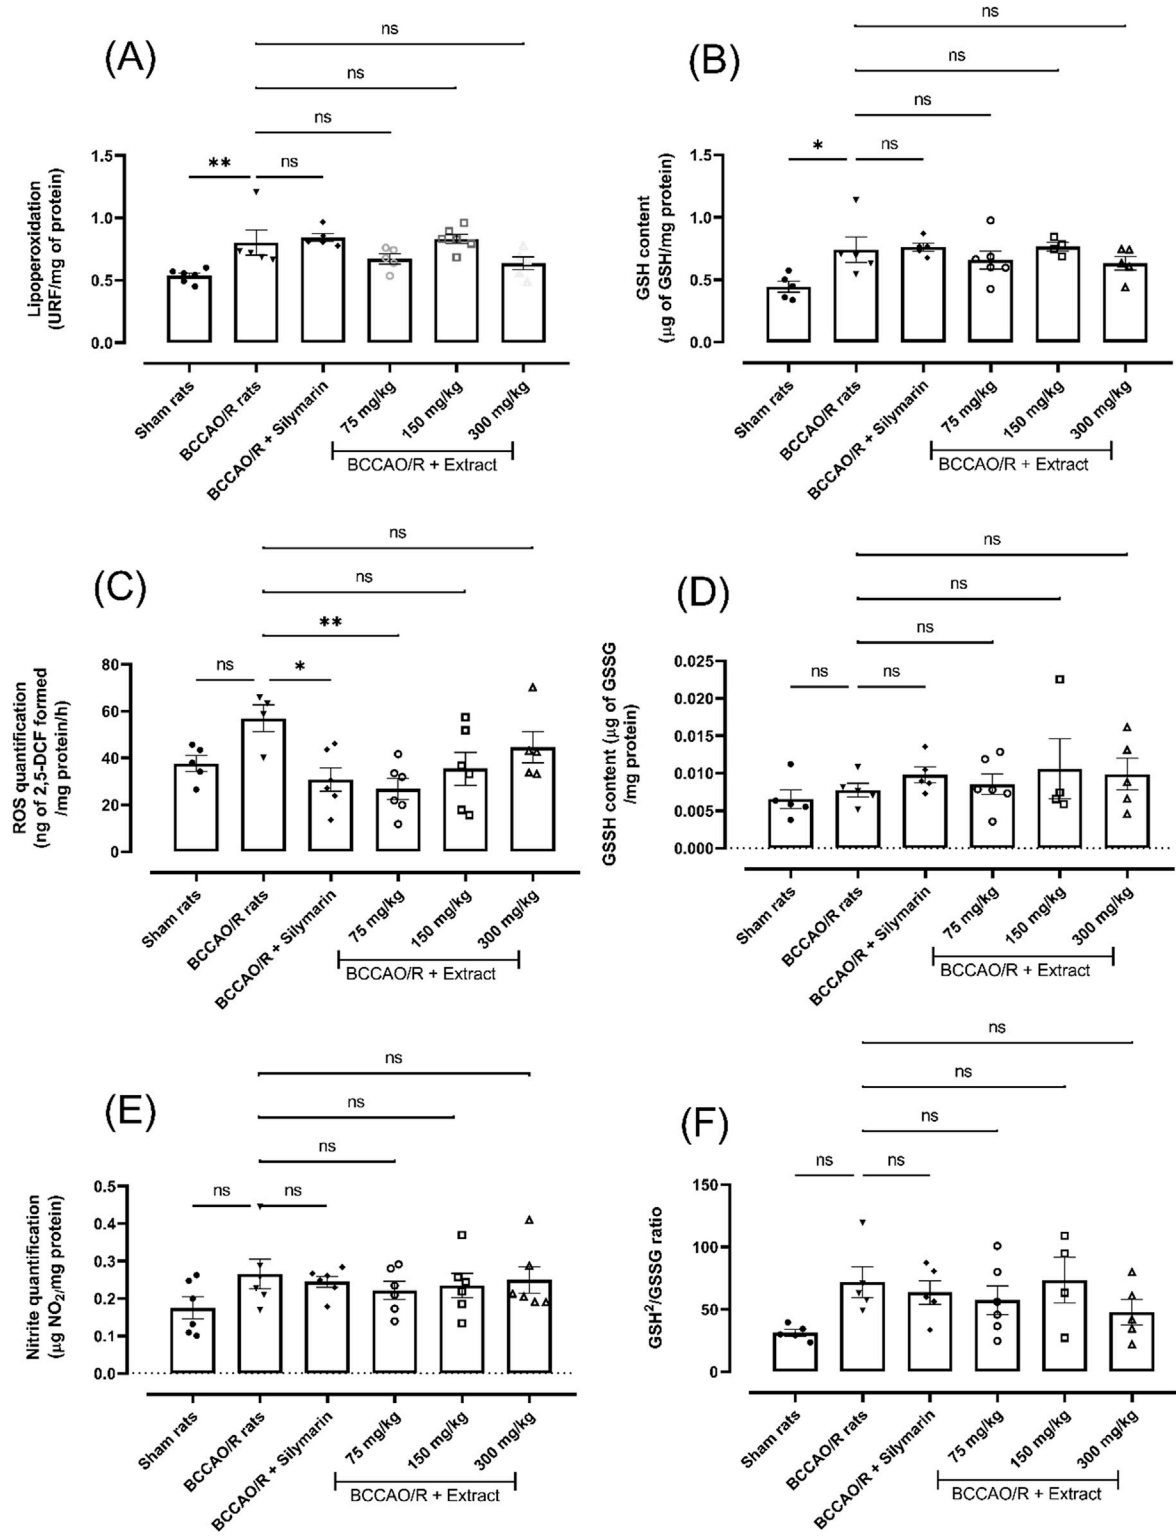 (A)
ns
ns
ns
** ns
Lipoperoxidation
(URF/mg of protein)
1.5
1.0
0.5
0.0
Sham rats
BCCAO/R rats
BCCAO/R + Silymarin
75 mg/kg
150 mg/kg
300 mg/kg
BCCAO/R + Extract
(B)
ns
ns
ns
* ns
GSH content
(µg of GSH/mg protein)
1.5
1.0
0.5
0.0
Sham rats
BCCAO/R rats
BCCAO/R + Silymarin
75 mg/kg
150 mg/kg
300 mg/kg
BCCAO/R + Extract
(C)
ns
ns
**
ns *
ROS quantification
(ng of 2,5-DCF formed
/mg protein/h)
80
60
40
20
0
Sham rats
BCCAO/R rats
BCCAO/R + Silymarin
75 mg/kg
150 mg/kg
300 mg/kg
BCCAO/R + Extract
(D)
ns
ns
ns
ns ns
GSSH content (µg of GSSG
/mg protein)
0.025
0.020
0.015
0.010
0.005
0.000
Sham rats
BCCAO/R rats
BCCAO/R + Silymarin
75 mg/kg
150 mg/kg
300 mg/kg
BCCAO/R + Extract
(E)
ns
ns
ns
ns ns
Nitrite quantification
(µg NO₂/mg protein)
0.5
0.4
0.3
0.2
0.1
0.0
Sham rats
BCCAO/R rats
BCCAO/R + Silymarin
75 mg/kg
150 mg/kg
300 mg/kg
BCCAO/R + Extract
(F)
ns
ns
ns
ns ns
GSH²/GSSG ratio
150
100
50
0
Sham rats
BCCAO/R rats
BCCAO/R + Silymarin
75 mg/kg
150 mg/kg
300 mg/kg
BCCAO/R + Extract